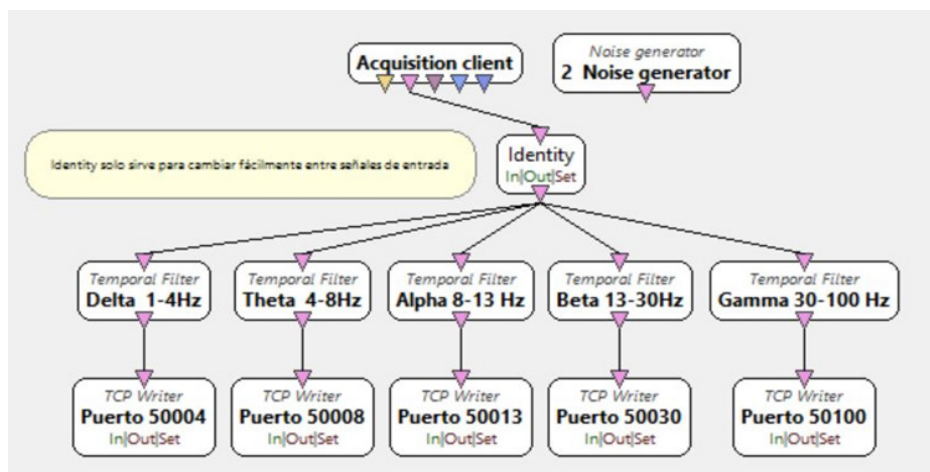 Acquisition client
Noise generator
2 Noise generator
Identity solo sirve para cambiar fácilmente entre señales de entrada
Identity
In|Out|Set
Temporal Filter
Delta 1-4Hz
Temporal Filter
Theta 4-8Hz
Temporal Filter
Alpha 8-13 Hz
Temporal Filter
Beta 13-30Hz
Temporal Filter
Gamma 30-100 Hz
TCP Writer
Puerto 50004
In|Out|Set
TCP Writer
Puerto 50008
In|Out|Set
TCP Writer
Puerto 50013
In|Out|Set
TCP Writer
Puerto 50030
In|Out|Set
TCP Writer
Puerto 50100
In|Out|Set